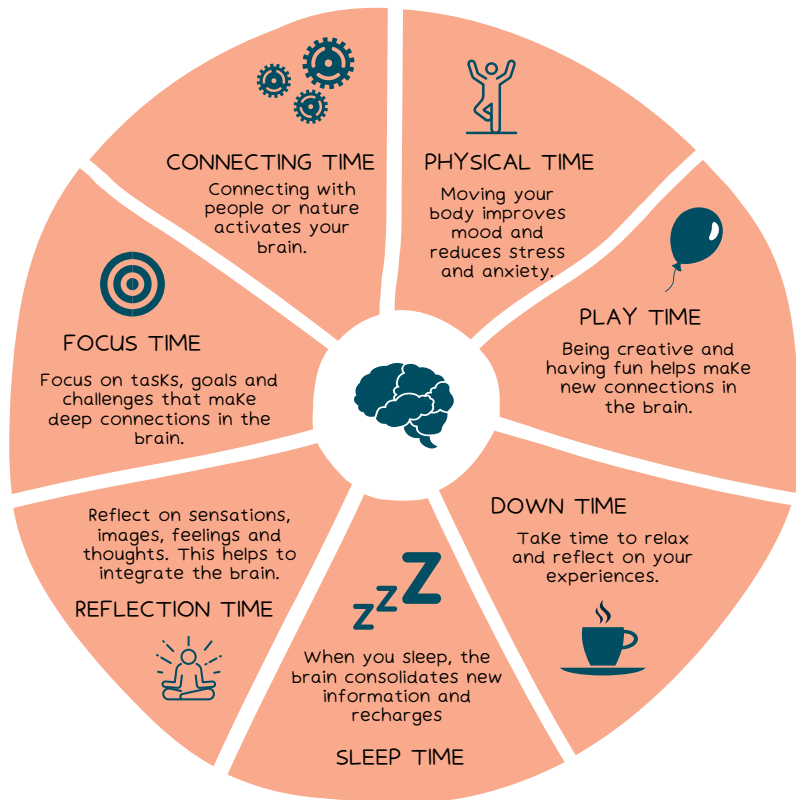 CONNECTING TIME
Connecting with
people or nature
activates your
brain.
PHYSICAL TIME
Moving your
body improves
mood and
reduces stress
and anxiety.
PLAY TIME
Being creative and
having fun helps make
new connections in
the brain.
DOWN TIME
Take time to relax
and reflect on your
experiences.
zzZ
When you sleep, the
brain consolidates new
information and
recharges
SLEEP TIME
Reflect on sensations,
images, feelings and
thoughts. This helps to
integrate the brain.
REFLECTION TIME
FOCUS TIME
Focus on tasks, goals and
challenges that make
deep connections in the
brain.